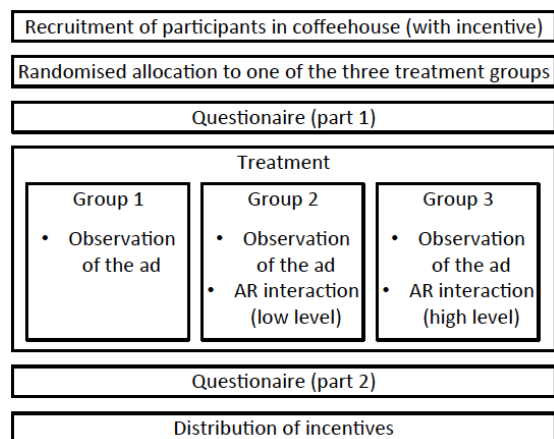 Recruitment of participants in coffeehouse (with incentive)
Randomised allocation to one of the three treatment groups
Questionaire (part 1)
Treatment
Group 1
• Observation
of the ad
Group 2
• Observation
of the ad
• AR interaction
(low level)
Group 3
• Observation
of the ad
• AR interaction
(high level)
Questionaire (part 2)
Distribution of incentives